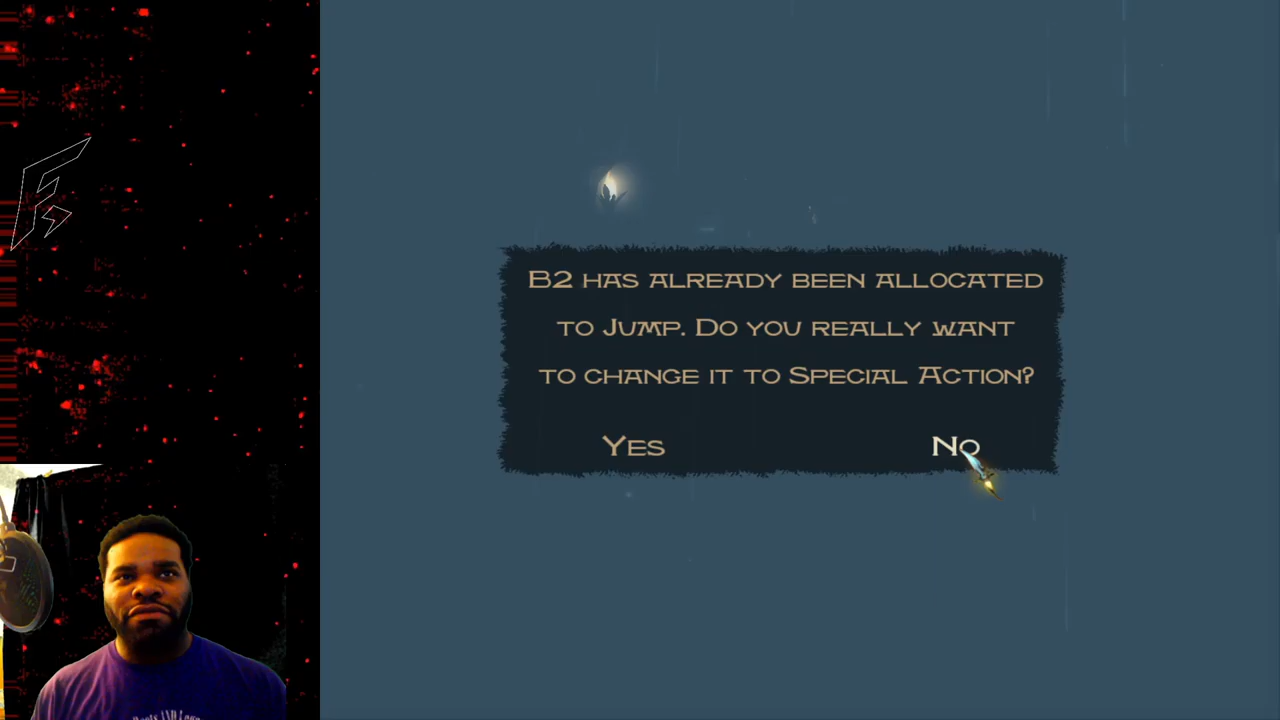 B2 has already been allocated
to Jump. Do you really want
to change it to Special Action?
Yes No